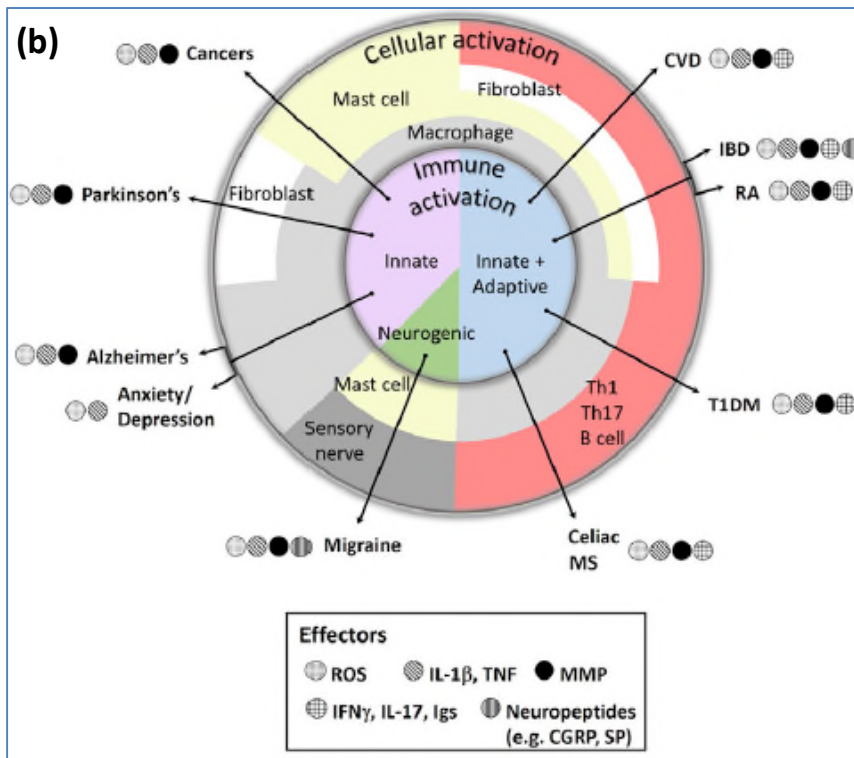 (b)
Cancers
Cellular activation
CVD
Mast cell
Fibroblast
Macrophage
IBD
Immune
activation
Parkinson's
Fibroblast
RA
Innate
Innate +
Adaptive
Neurogenic
Alzheimer's
Mast cell
Anxiety/
Depression
Th1
Th17
B cell
T1DM
Sensory
nerve
Migraine
Celiac
MS
Effectors
ROS
IL-1β, TNF
MMP
IFNγ, IL-17, Igs
Neuropeptides
(e.g. CGRP, SP)